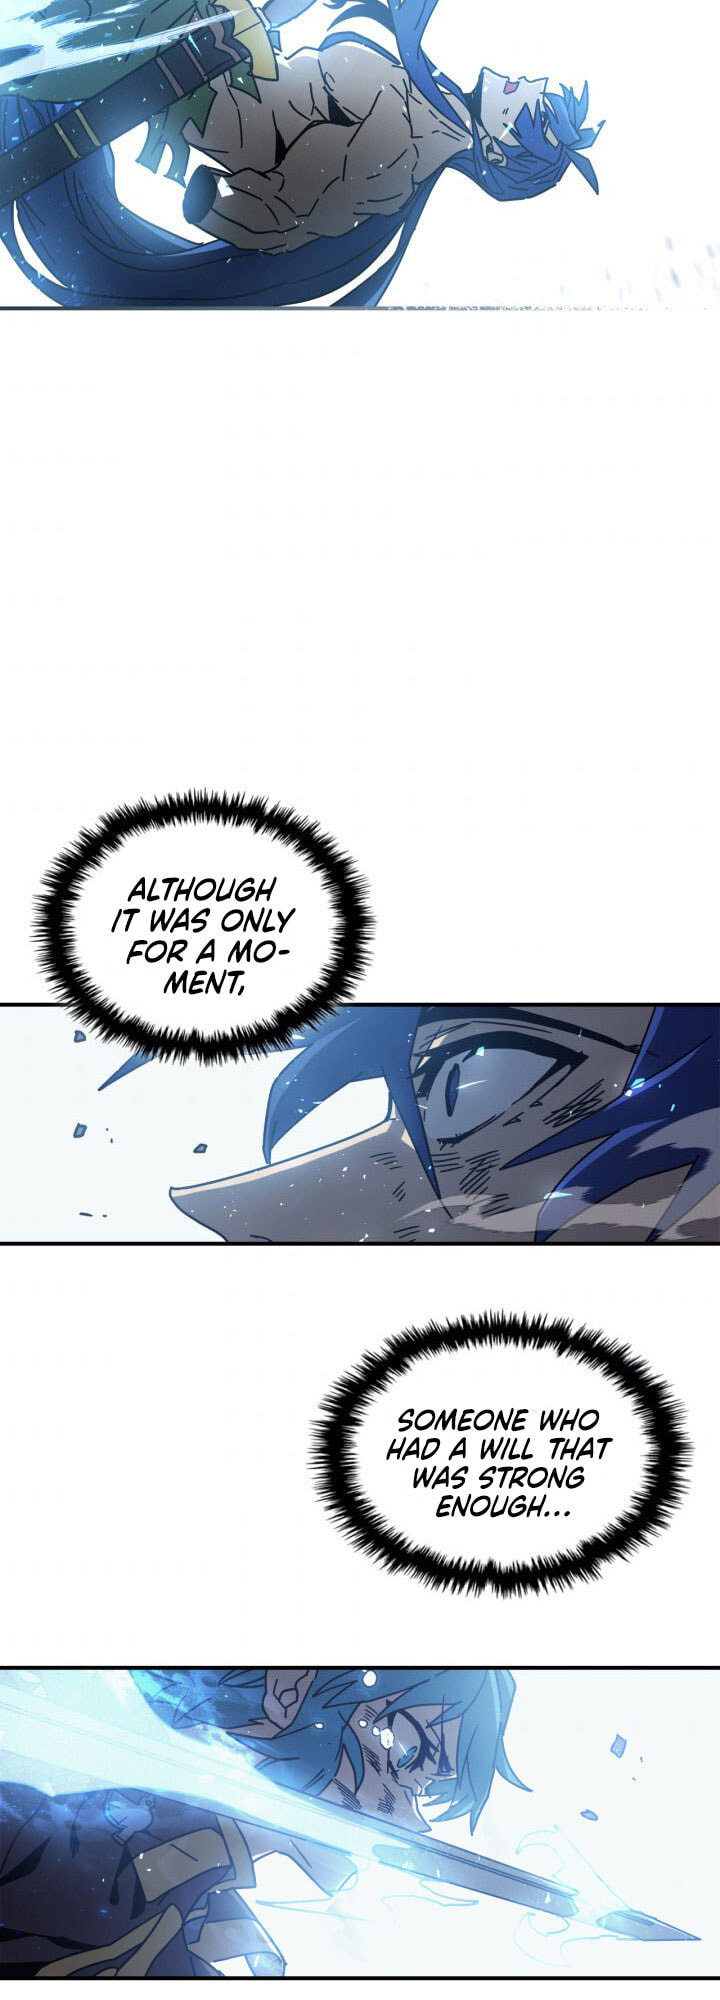 ALTHOUGH
IT WAS ONLY
FOR A MO-
MENT,
SOMEONE WHO
HAD A WILL THAT
WAS STRONG
ENOUGH...